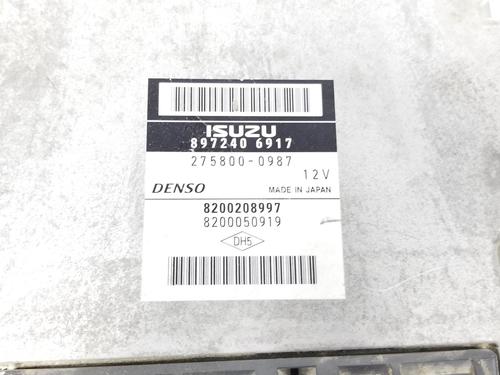 ISUZU
897240 6917
275800-0987
12V
DENSO MADE IN JAPAN
8200208997
8200050919
DH5